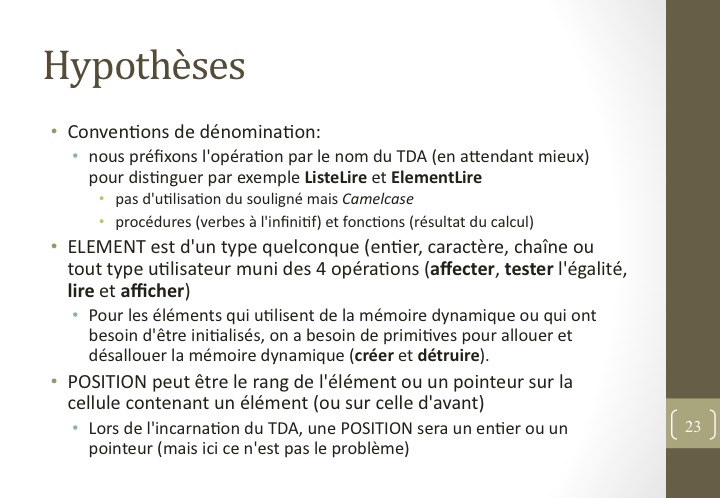 Hypothèses
• Conventions de dénomination:
• nous préfixons l'opération par le nom du TDA (en attendant mieux)
pour distinguer par exemple ListeLire et ElementLire
• pas d'utilisation du souligné mais Camelcase
• procédures (verbes à l'infinitif) et fonctions (résultat du calcul)
• ELEMENT est d'un type quelconque (entier, caractère, chaîne ou
tout type utilisateur muni des 4 opérations (affecter, tester l'égalité,
lire et afficher)
• Pour les éléments qui utilisent de la mémoire dynamique ou qui ont
besoin d'être initialisés, on a besoin de primitives pour allouer et
désallouer la mémoire dynamique (créer et détruire).
• POSITION peut être le rang de l'élément ou un pointeur sur la
cellule contenant un élément (ou sur celle d'avant)
• Lors de l'incarnation du TDA, une POSITION sera un entier ou un
pointeur (mais ici ce n'est pas le problème)
23